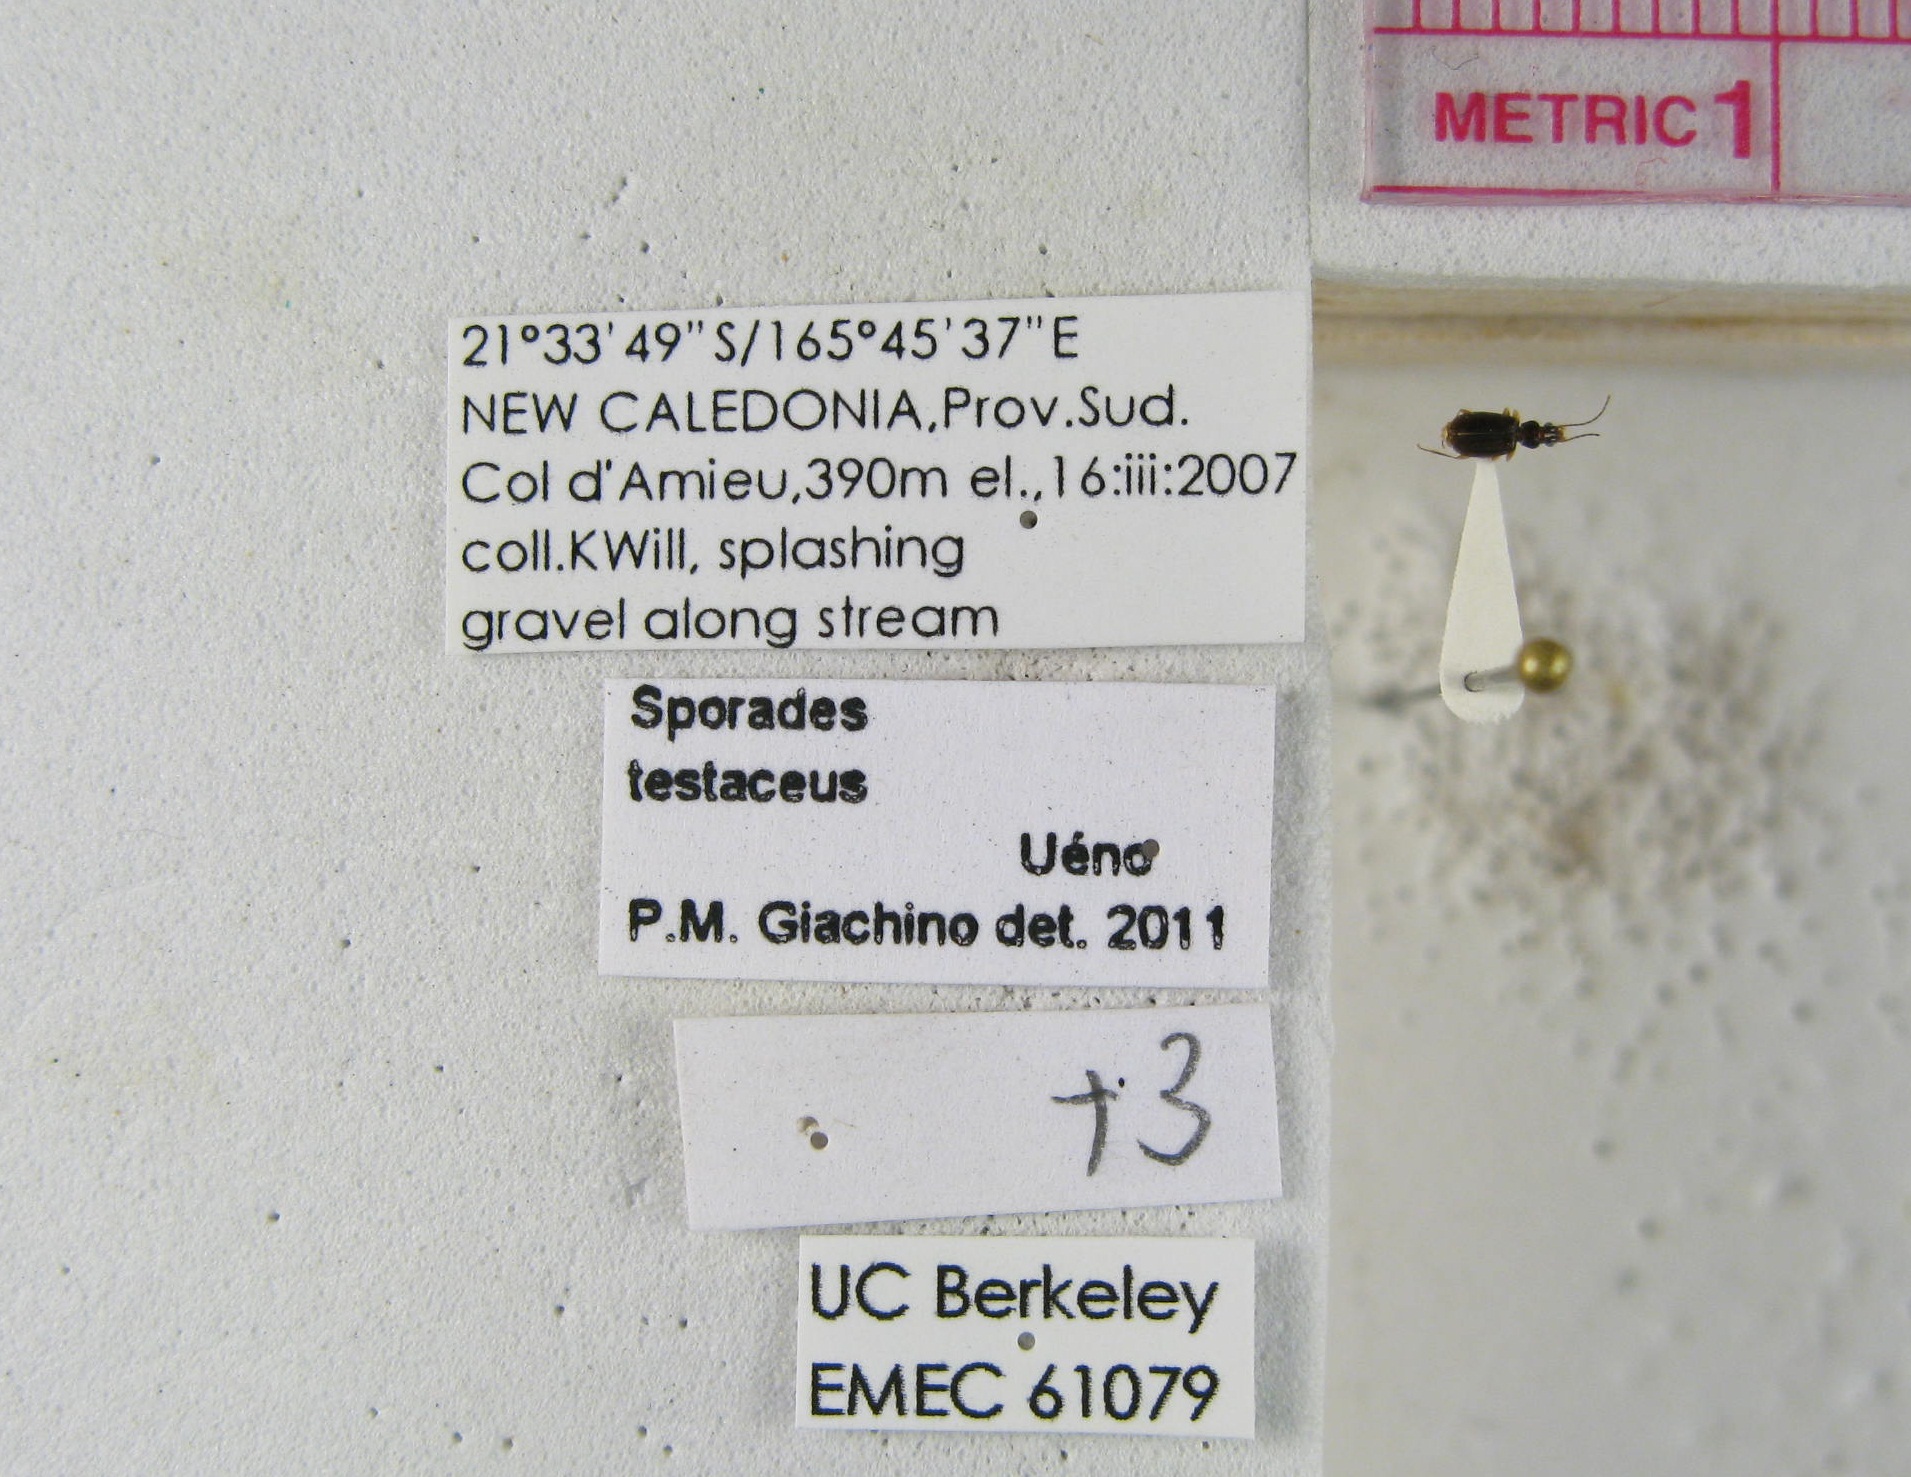 METRIC 1
21°33'49"S/165°45'37"E
NEW CALEDONIA,Prov.Sud.
Col d'Amieu,390m el.,16:iii:2007
coll.KWill, splashing
gravel along stream
Sporades
testaceus
Uéno
P.M. Giachino det. 2011
+3
UC Berkeley
EMEC 61079